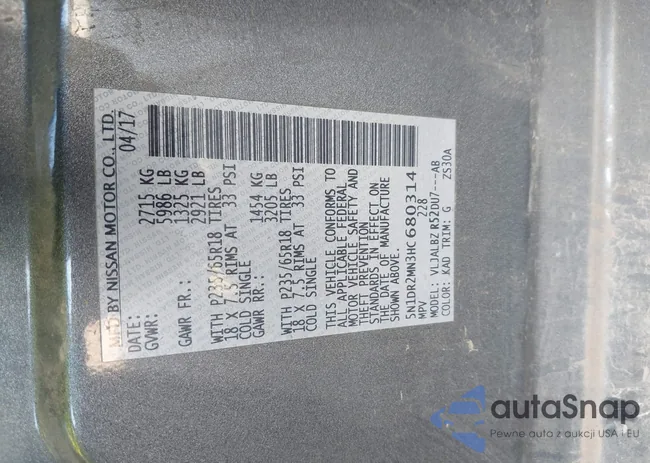 MFD BY NISSAN MOTOR CO., LTD.
DATE: 04/17
GVWR: 2715 KG
5986 LB
GAWR FR.: 1325 KG
2921 LB
WITH P235/65R18 TIRES
18 X 7.5 RIMS AT 33 PSI
COLD SINGLE
GAWR RR.: 1454 KG
3205 LB
WITH P235/65R18 TIRES
18 X 7.5 RIMS AT 33 PSI
COLD SINGLE
THIS VEHICLE CONFORMS TO
ALL APPLICABLE FEDERAL
MOTOR VEHICLE SAFETY AND
THEFT PREVENTION
STANDARDS IN EFFECT ON
THE DATE OF MANUFACTURE
SHOWN ABOVE.
5N1DR2MN3HC680314
MPV 228
MODEL: VLJALBZ R52DU7---AB
COLOR: KAD TRIM: G ZS30A
autaSnap
Pewne auta z aukcji USA i EU